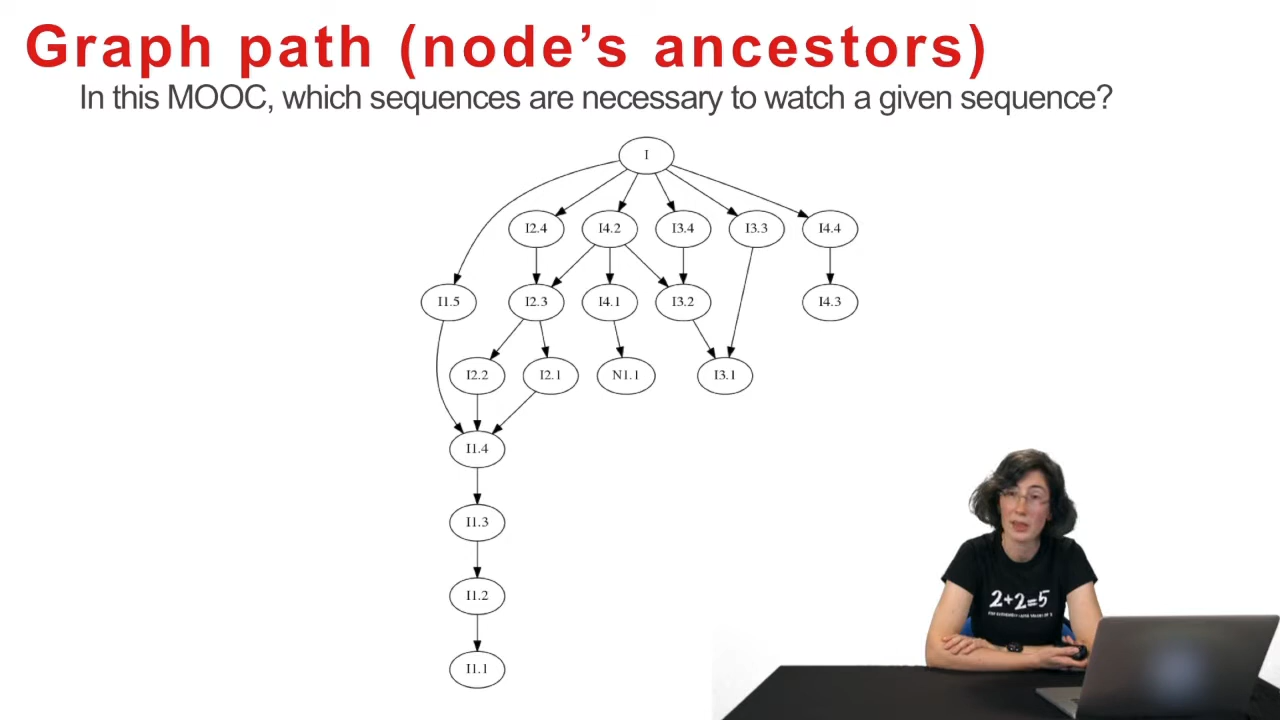 Graph path (node's ancestors)
In this MOOC, which sequences are necessary to watch a given sequence?
I
I2.4 I4.2 I3.4 I3.3 I4.4
I1.5 I2.3 I4.1 I3.2 I4.3
I2.2 I2.1 N1.1 I3.1
I1.4
I1.3
I1.2
I1.1
2+2=5